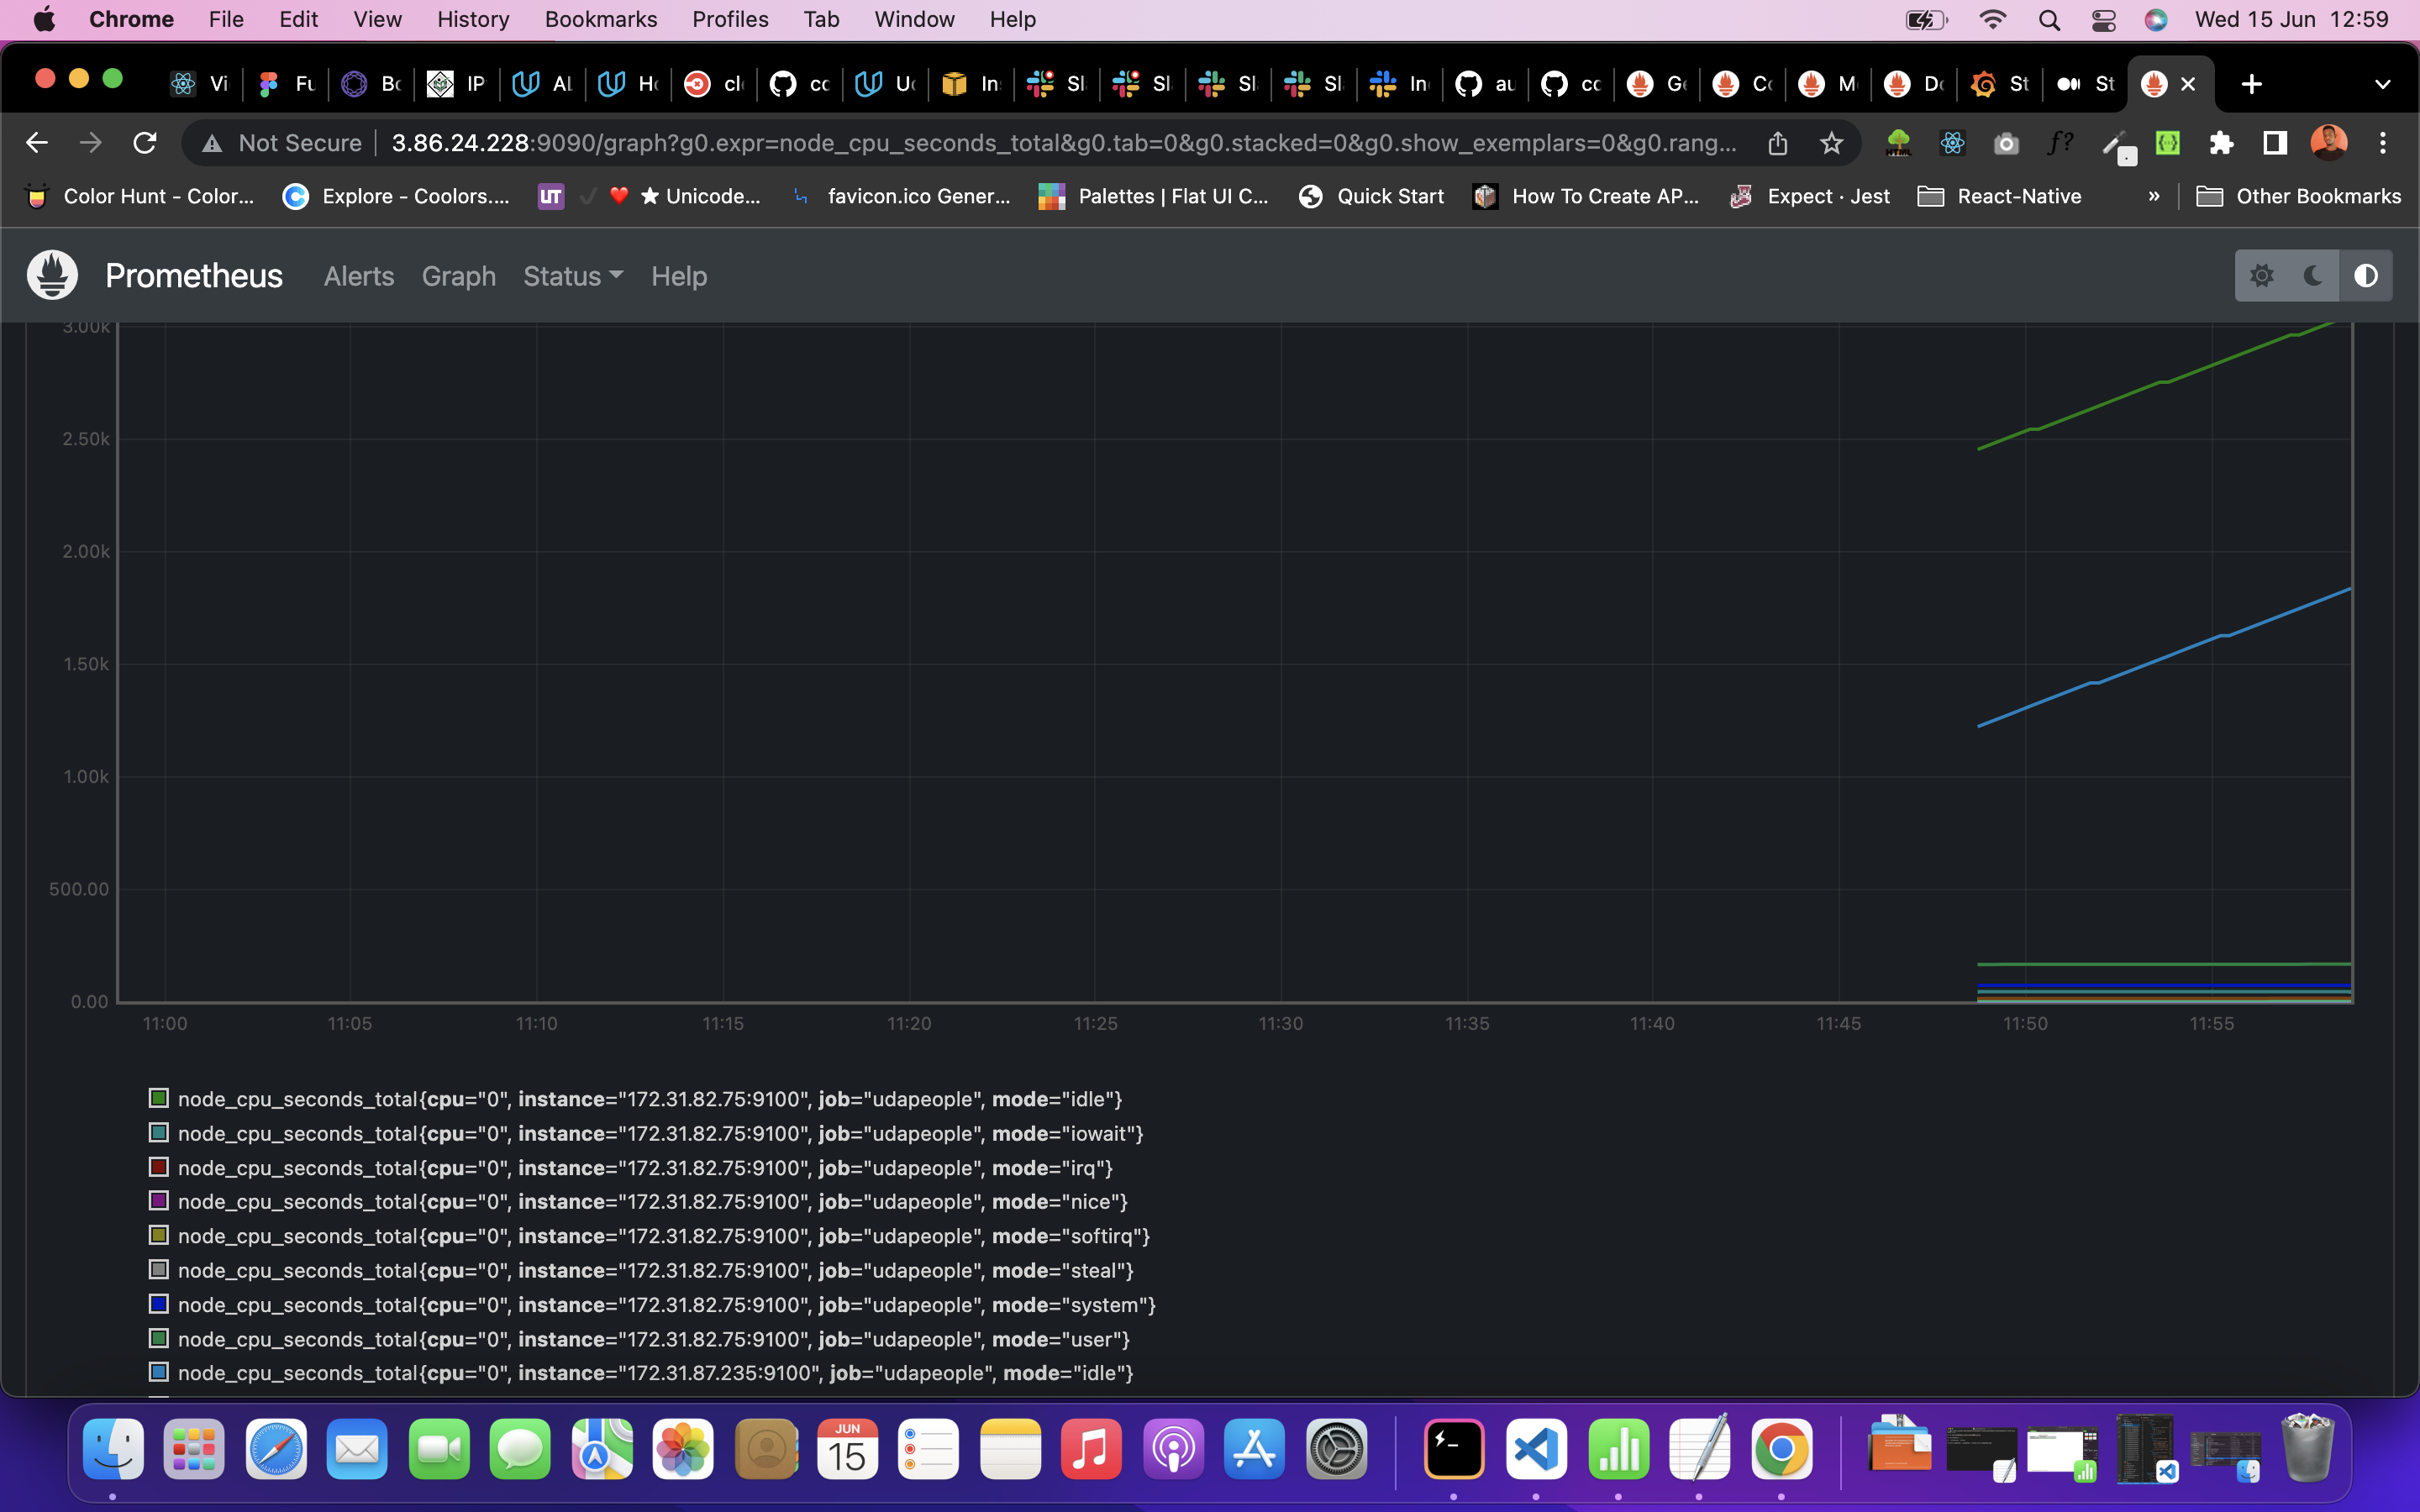 Chrome File Edit View History Bookmarks Profiles Tab Window Help Wed 15 Jun 12:59
Vi Fu Bc IP AL Hc cl cc Uc In Sl Sl Sl Sl In au cc Ge Cc M Dc St St
Not Secure 3.86.24.228:9090/graph?g0.expr=node_cpu_seconds_total&g0.tab=0&g0.stacked=0&g0.show_exemplars=0&g0.rang... f?
Color Hunt - Color... Explore - Coolors.... UT ★ Unicode... favicon.ico Gener... Palettes | Flat UI C... Quick Start How To Create AP... Expect · Jest React-Native » Other Bookmarks
Prometheus Alerts Graph Status Help
3.00k
2.50k
2.00k
1.50k
1.00k
500.00
0.00
11:00 11:05 11:10 11:15 11:20 11:25 11:30 11:35 11:40 11:45 11:50 11:55
node_cpu_seconds_total{cpu="0", instance="172.31.82.75:9100", job="udapeople", mode="idle"}
node_cpu_seconds_total{cpu="0", instance="172.31.82.75:9100", job="udapeople", mode="iowait"}
node_cpu_seconds_total{cpu="0", instance="172.31.82.75:9100", job="udapeople", mode="irq"}
node_cpu_seconds_total{cpu="0", instance="172.31.82.75:9100", job="udapeople", mode="nice"}
node_cpu_seconds_total{cpu="0", instance="172.31.82.75:9100", job="udapeople", mode="softirq"}
node_cpu_seconds_total{cpu="0", instance="172.31.82.75:9100", job="udapeople", mode="steal"}
node_cpu_seconds_total{cpu="0", instance="172.31.82.75:9100", job="udapeople", mode="system"}
node_cpu_seconds_total{cpu="0", instance="172.31.82.75:9100", job="udapeople", mode="user"}
node_cpu_seconds_total{cpu="0", instance="172.31.87.235:9100", job="udapeople", mode="idle"}
JUN
15